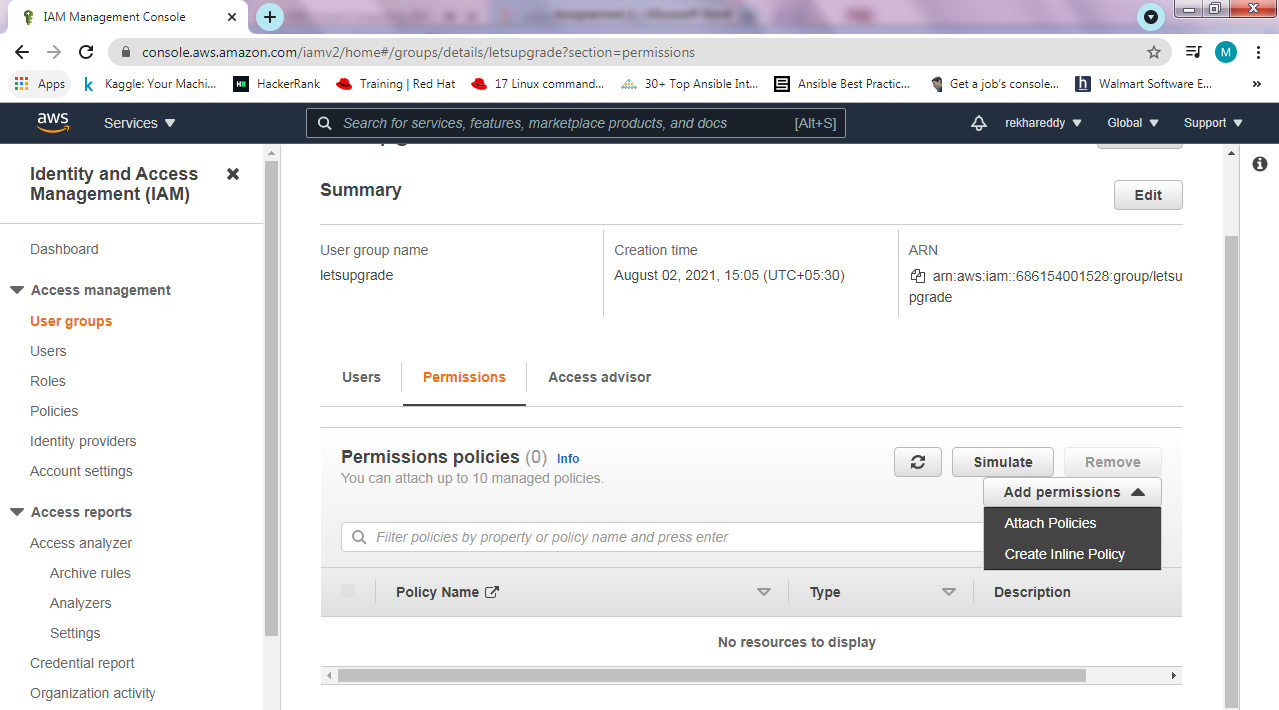 IAM Management Console
console.aws.amazon.com/iamv2/home#/groups/details/letsupgrade?section=permissions
M
Apps
Kaggle: Your Machi...
HackerRank
Training | Red Hat
17 Linux command...
30+ Top Ansible Int...
Ansible Best Practic...
Get a job's console...
Walmart Software E...
»
aws
Services
Search for services, features, marketplace products, and docs
[Alt+S]
rekhareddy
Global
Support
Identity and Access
Management (IAM)
Dashboard
Access management
User groups
Users
Roles
Policies
Identity providers
Account settings
Access reports
Access analyzer
Archive rules
Analyzers
Settings
Credential report
Organization activity
Summary
Edit
User group name
letsupgrade
Creation time
August 02, 2021, 15:05 (UTC+05:30)
ARN
arn:aws:iam::686154001528:group/letsu
pgrade
Users
Permissions
Access advisor
Permissions policies (0) Info
You can attach up to 10 managed policies.
Simulate
Remove
Add permissions
Attach Policies
Create Inline Policy
Filter policies by property or policy name and press enter
Policy Name
Type
Description
No resources to display